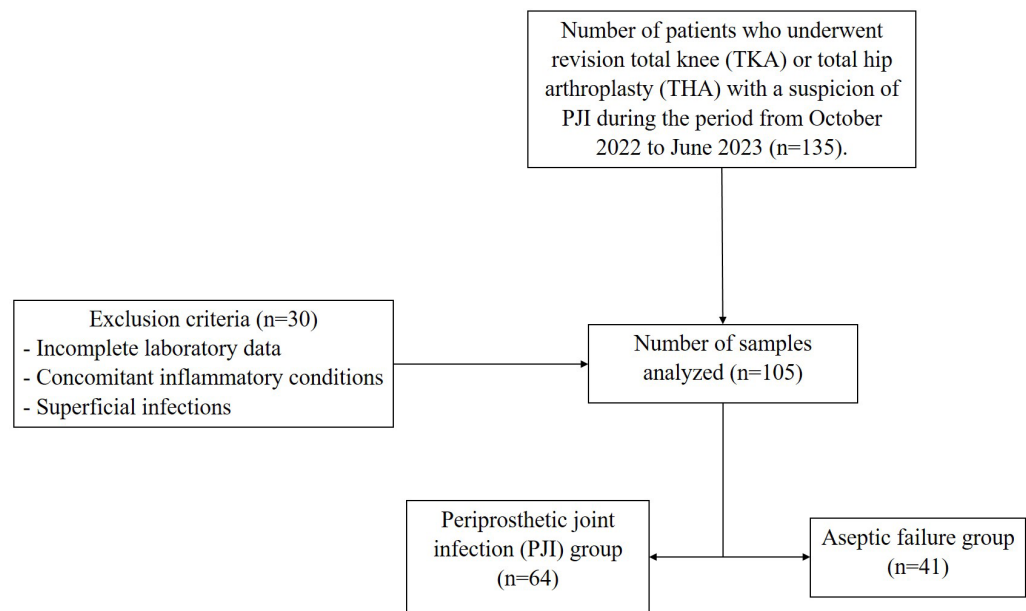 Number of patients who underwent
revision total knee (TKA) or total hip
arthroplasty (THA) with a suspicion of
PJI during the period from October
2022 to June 2023 (n=135).
Exclusion criteria (n=30)
- Incomplete laboratory data
- Concomitant inflammatory conditions
- Superficial infections
Number of samples
analyzed (n=105)
Periprosthetic joint
infection (PJI) group
(n=64)
Aseptic failure group
(n=41)